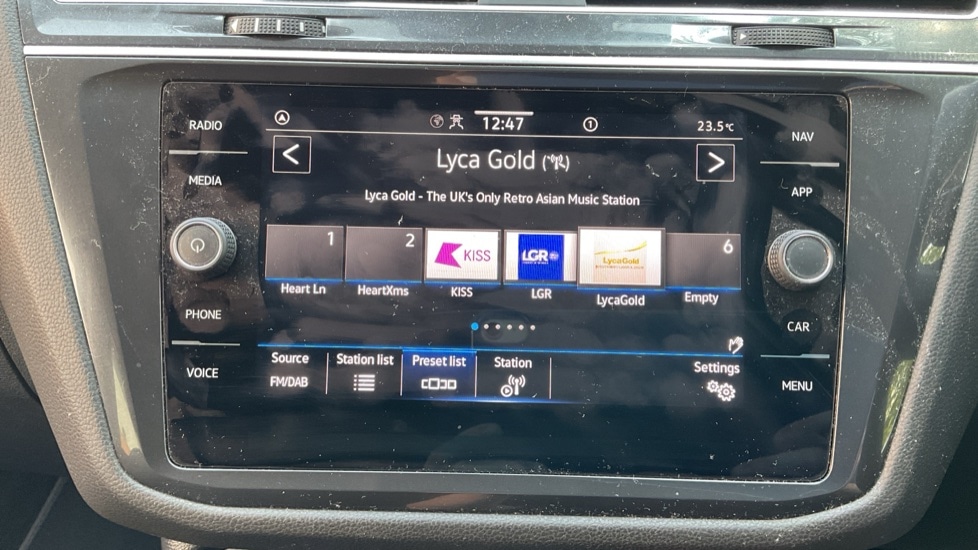 RADIO
MEDIA
PHONE
VOICE
12:47
1
23.5°C
<
Lyca Gold
>
Lyca Gold - The UK's Only Retro Asian Music Station
1
2
KISS
LGR
LycaGold
6
Heart Ln
HeartXms
KISS
LGR
LycaGold
Empty
Source
FM/DAB
Station list
Preset list
Station
Settings
NAV
APP
CAR
MENU